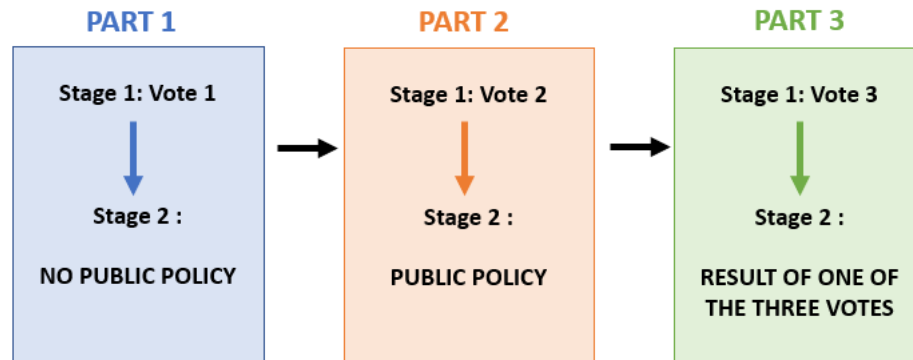 PART 1
Stage 1: Vote 1
Stage 2 :
NO PUBLIC POLICY
PART 2
Stage 1: Vote 2
Stage 2 :
PUBLIC POLICY
PART 3
Stage 1: Vote 3
Stage 2 :
RESULT OF ONE OF
THE THREE VOTES